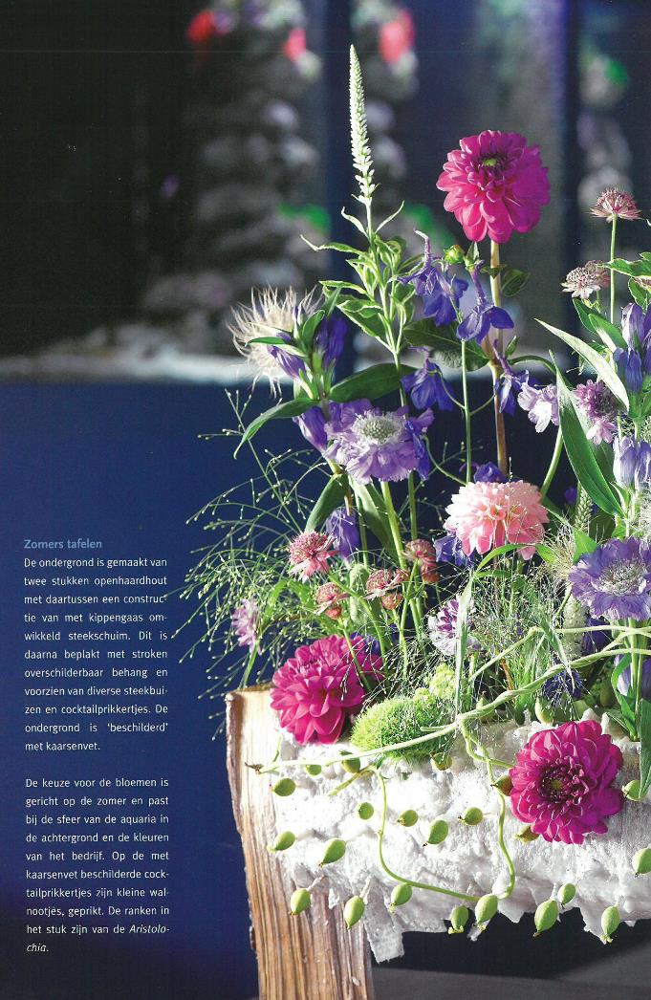 Zomers tafelen
De ondergrond is gemaakt van
twee stukken openhaardhout
met daartussen een construc-
tie van met kippengaas om-
wikkeld steekschuim. Dit is
daarna beplakt met stroken
overschilderbaar behang en
voorzien van diverse steekbui-
zen en cocktailprikkertjes. De
ondergrond is ‘beschilderd’
met kaarsenvet.
De keuze voor de bloemen is
gericht op de zomer en past
bij de sfeer van de aquaria in
de achtergrond en de kleuren
van het bedrijf. Op de met
kaarsenvet beschilderde cock-
tailprikkertjes zijn kleine wal-
nootjes, geprikt. De ranken in
het stuk zijn van de Aristolo-
chia.